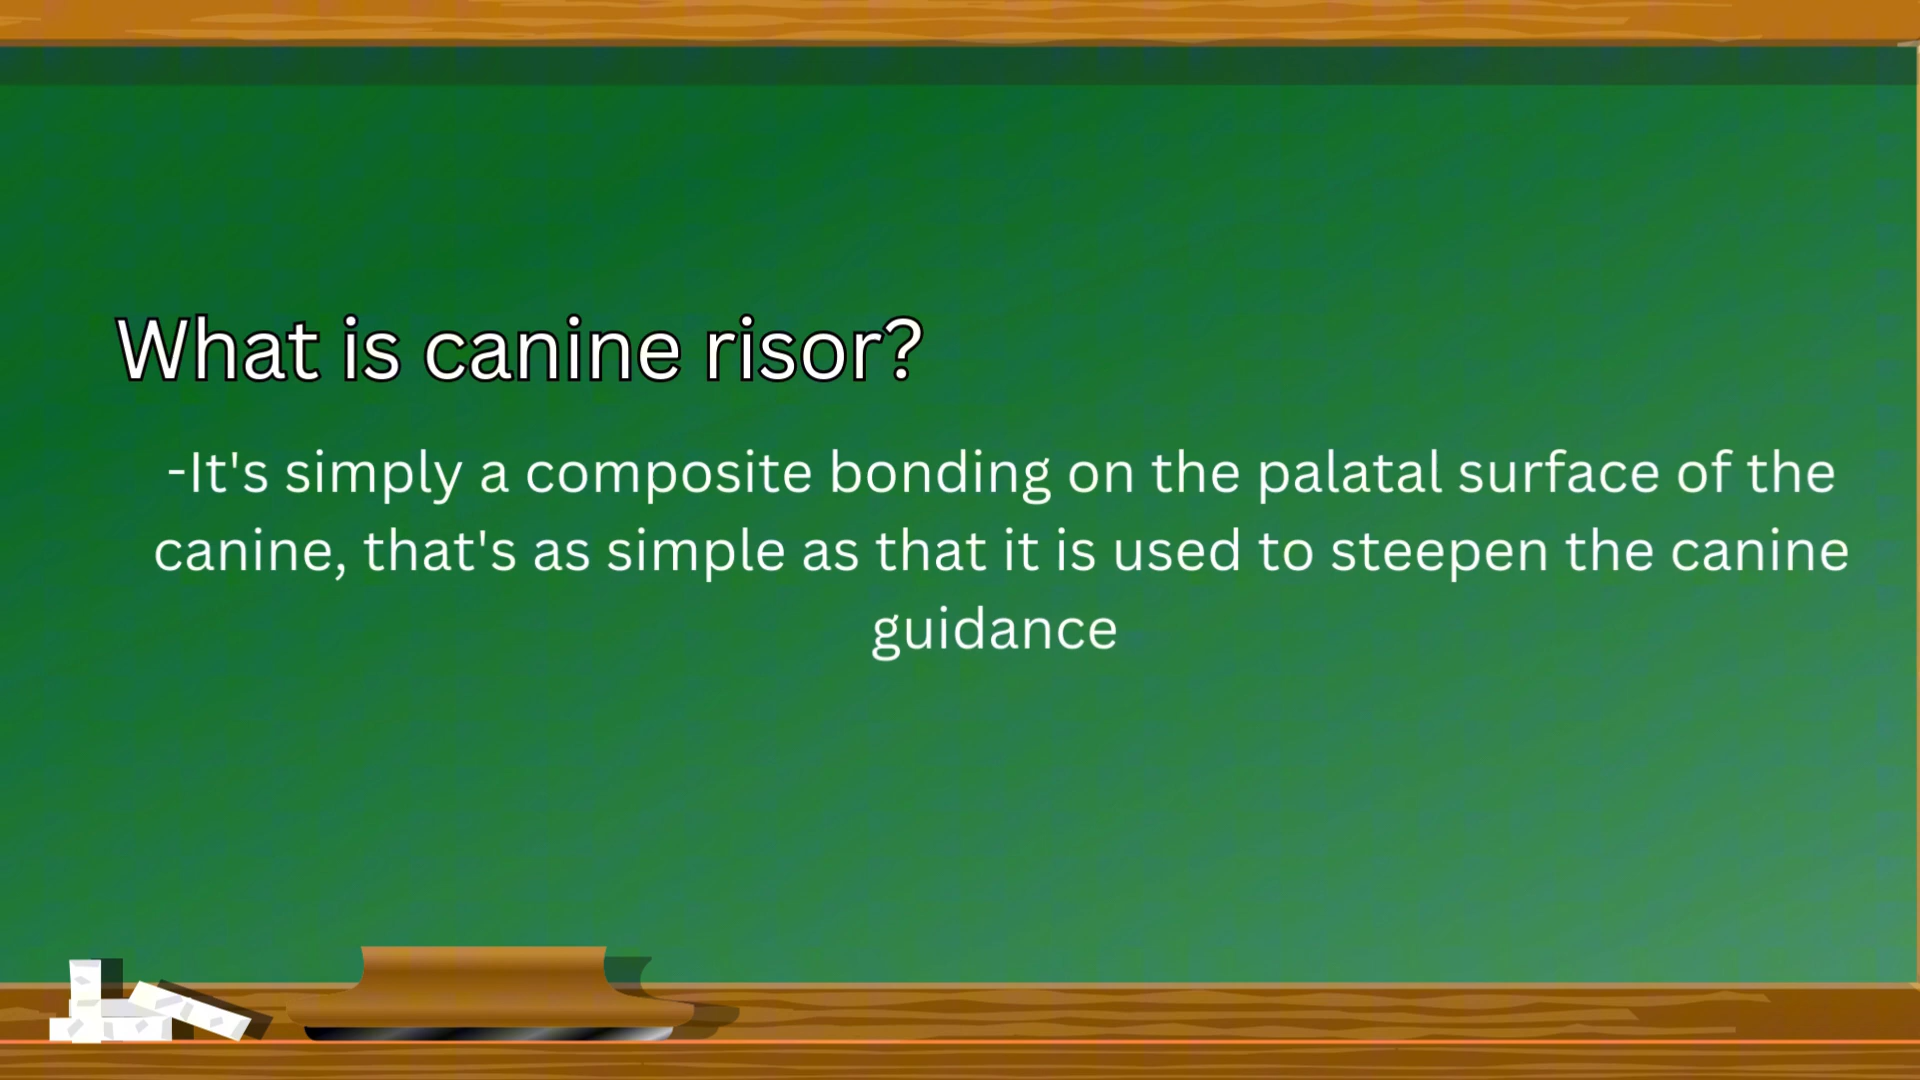 What is canine risor?
-It's simply a composite bonding on the palatal surface of the
canine, that's as simple as that it is used to steepen the canine
guidance